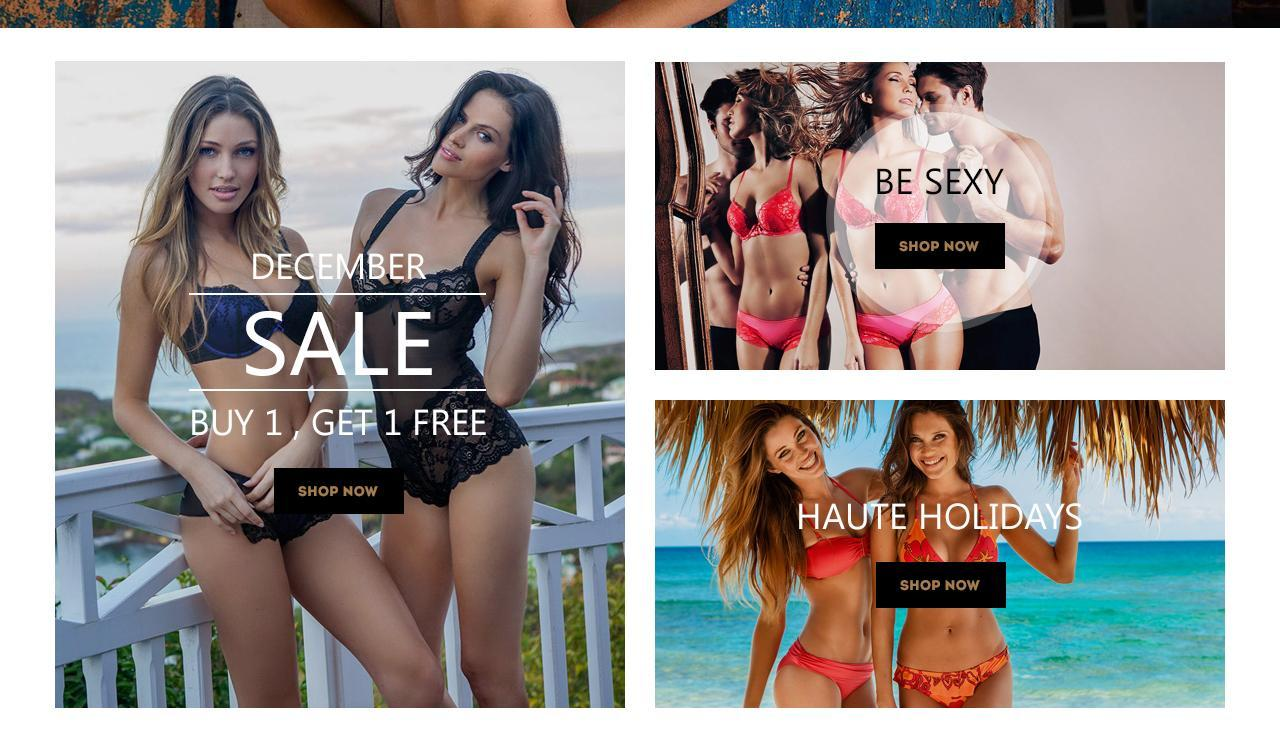 DECEMBER
SALE
BUY 1 , GET 1 FREE
SHOP NOW
BE SEXY
SHOP NOW
HAUTE HOLIDAYS
SHOP NOW